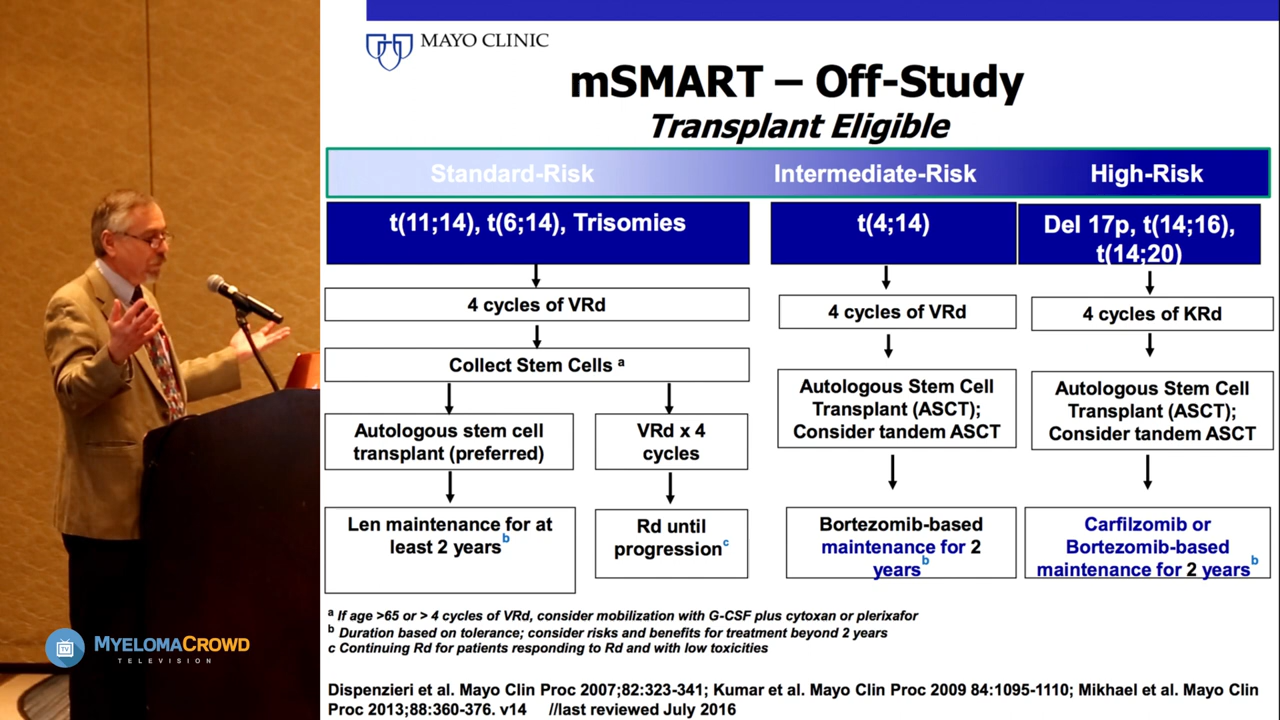 MAYO CLINIC
mSMART – Off-Study
Transplant Eligible
Standard-Risk
Intermediate-Risk
High-Risk
t(11;14), t(6;14), Trisomies
t(4;14)
Del 17p, t(14;16),
t(14;20)
4 cycles of VRd
4 cycles of VRd
4 cycles of KRd
Collect Stem Cells a
Autologous stem cell
transplant (preferred)
VRd x 4
cycles
Autologous Stem Cell
Transplant (ASCT);
Consider tandem ASCT
Autologous Stem Cell
Transplant (ASCT);
Consider tandem ASCT
Len maintenance for at
least 2 years b
Rd until
progression c
Bortezomib-based
maintenance for 2
years b
Carfilzomib or
Bortezomib-based
maintenance for 2 years b
a If age >65 or > 4 cycles of VRd, consider mobilization with G-CSF plus cytoxan or plerixafor
b Duration based on tolerance; consider risks and benefits for treatment beyond 2 years
c Continuing Rd for patients responding to Rd and with low toxicities
Dispenzieri et al. Mayo Clin Proc 2007;82:323-341; Kumar et al. Mayo Clin Proc 2009 84:1095-1110; Mikhael et al. Mayo Clin
Proc 2013;88:360-376. v14 //last reviewed July 2016
TV
MYELOMACROWD
TELEVISION